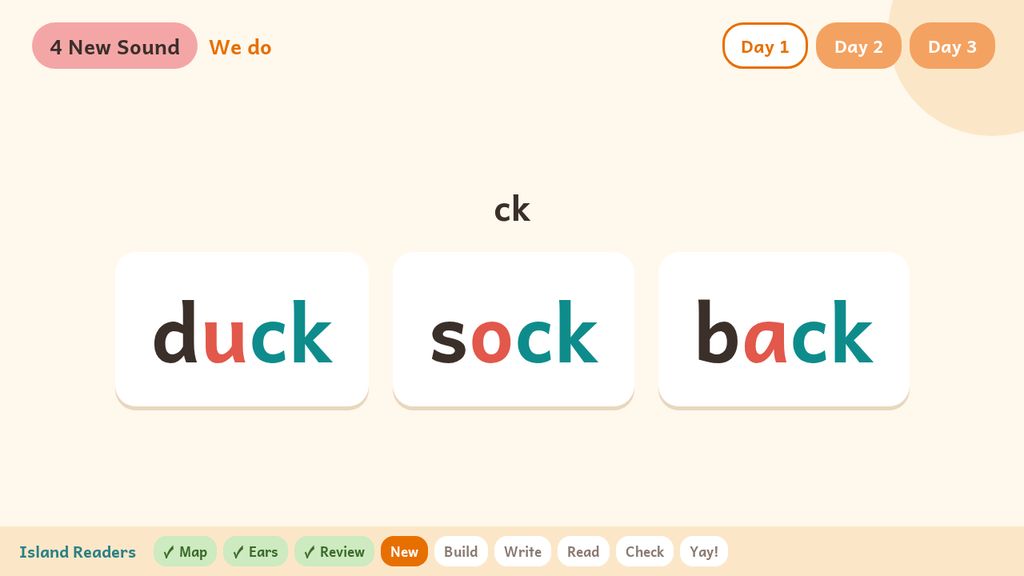 4 New Sound We do
Day 1 Day 2 Day 3
ck
duck sock back
Island Readers ✓ Map ✓ Ears ✓ Review New Build Write Read Check Yay!